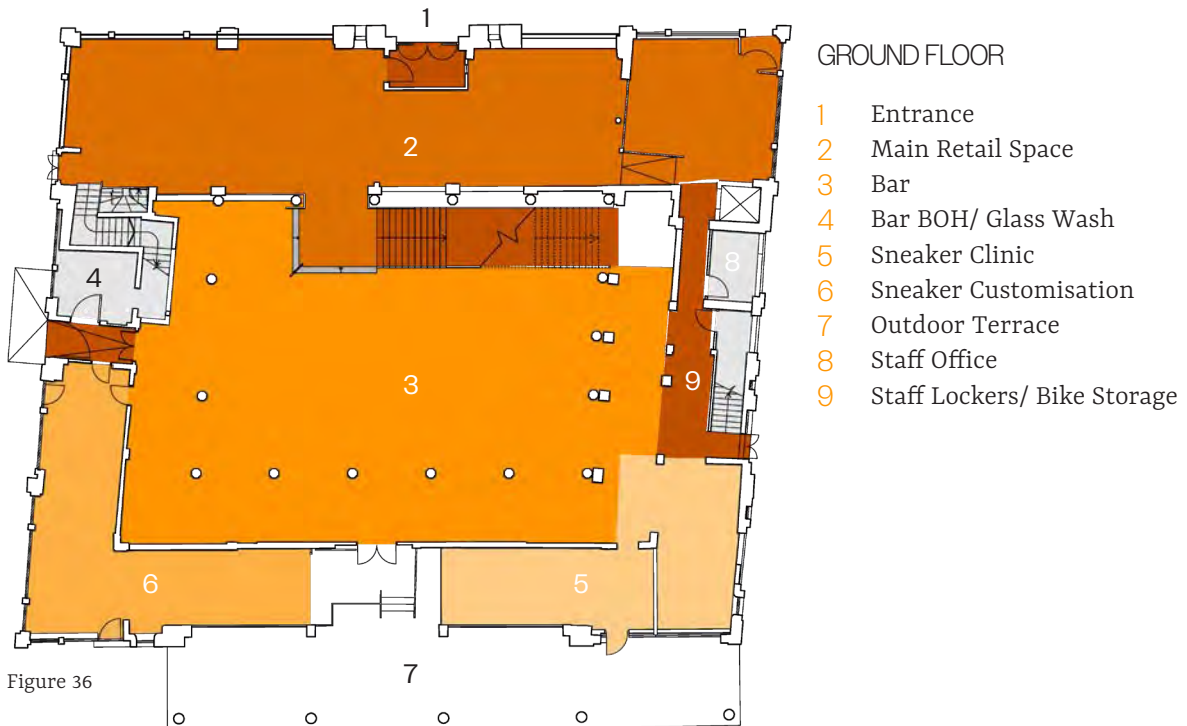 1
2
3
4
8
9
6
5
7
Figure 36
GROUND FLOOR
1 Entrance
2 Main Retail Space
3 Bar
4 Bar BOH/ Glass Wash
5 Sneaker Clinic
6 Sneaker Customisation
7 Outdoor Terrace
8 Staff Office
9 Staff Lockers/ Bike Storage